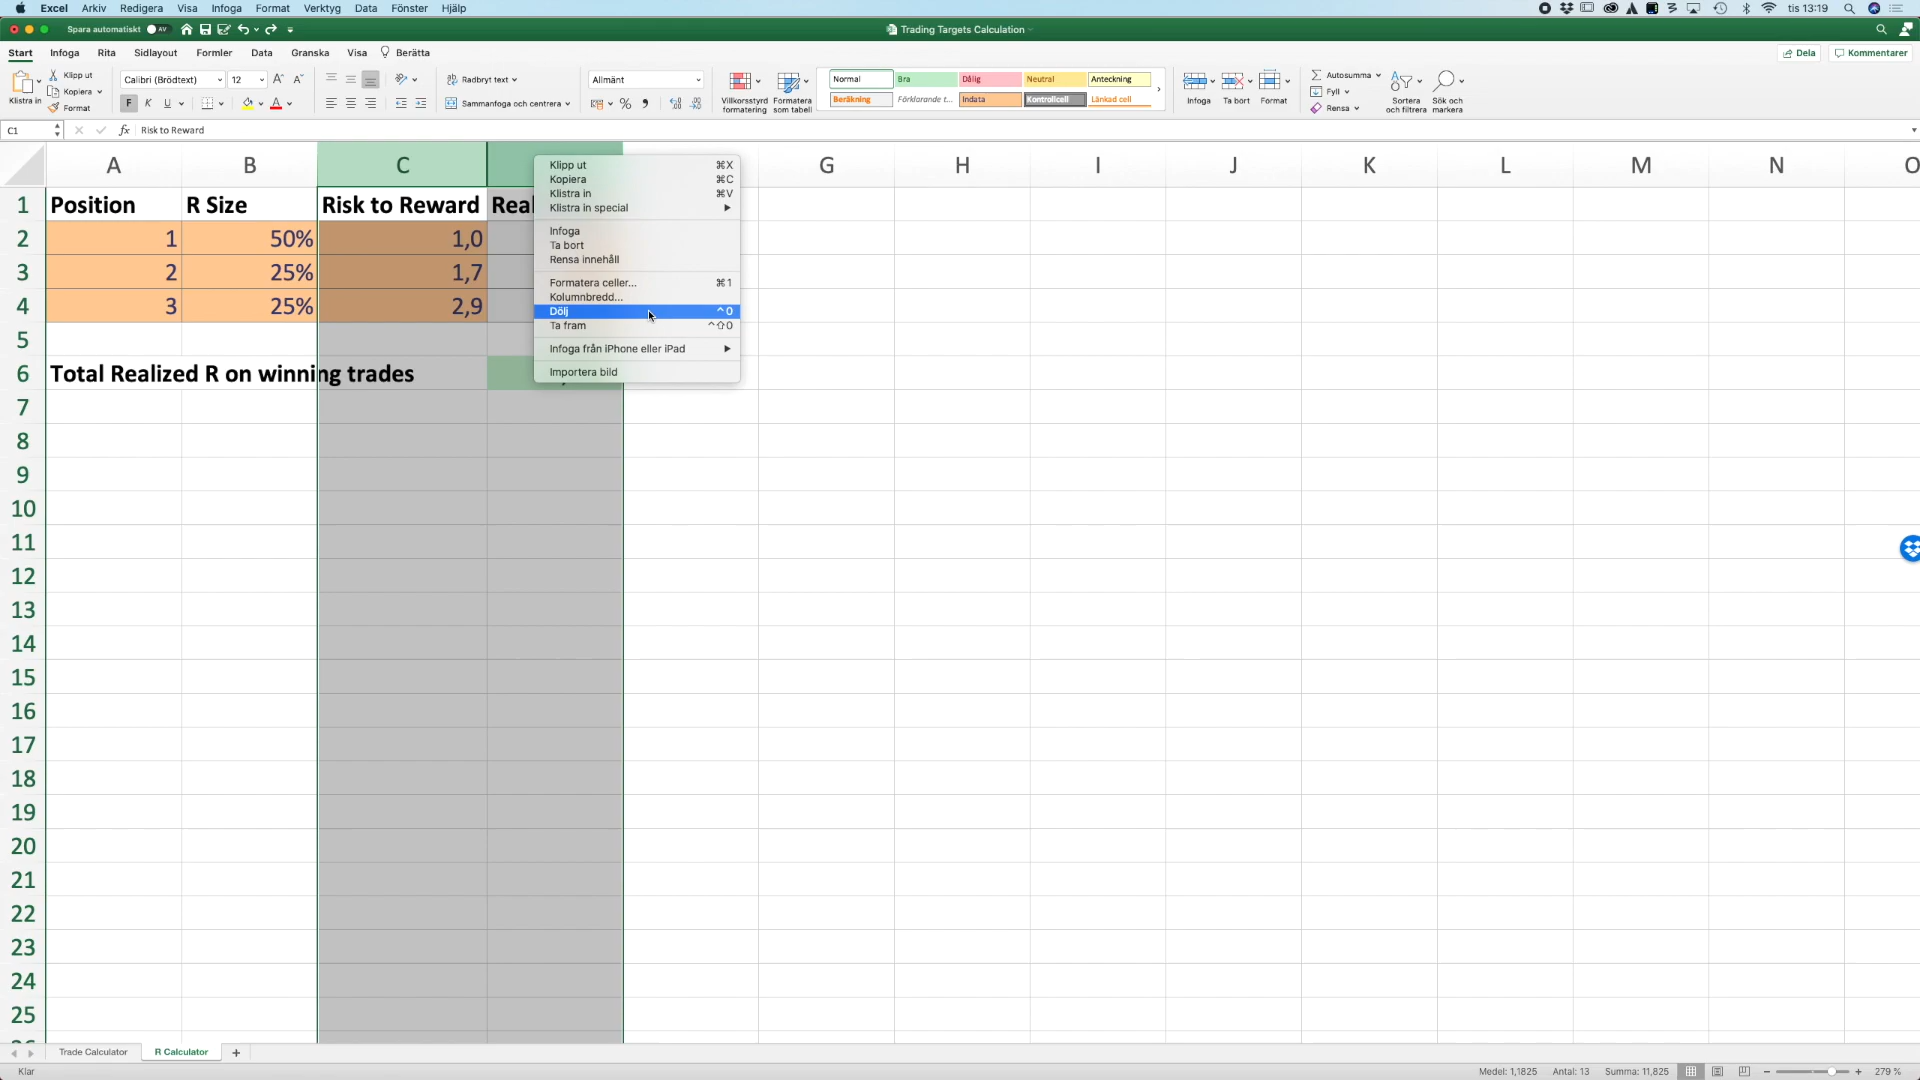 Excel Arkiv Redigera Visa Infoga Format Verktyg Data Fönster Hjälp tis 13:19
Spara automatiskt AV Trading Targets Calculation
Start Infoga Rita Sidlayout Formler Data Granska Visa Berätta Dela Kommentarer
Klistra in
Klipp ut
Kopiera
Format
Calibri (Brödtext) 12
F K U
Radbryt text
Sammanfoga och centrera
Allmänt
Villkorsstyrd formatering
Formatera som tabell
Normal Bra Dålig Neutral Anteckning
Beräkning Förklarande t... Indata Kontrollcell Länkad cell
Infoga Ta bort Format
Autosumma
Fyll
Rensa
Sortera och filtrera
Sök och markera
C1 fx Risk to Reward
A B C G H I J K L M N O
1 Position R Size Risk to Reward Real
2 1 50% 1,0
3 2 25% 1,7
4 3 25% 2,9
5
6 Total Realized R on winning trades
7
8
9
10
11
12
13
14
15
16
17
18
19
20
21
22
23
24
25
Klipp ut ⌘X
Kopiera ⌘C
Klistra in ⌘V
Klistra in special
Infoga
Ta bort
Rensa innehåll
Formatera celler... ⌘1
Kolumnbredd...
Dölj ^0
Ta fram ^⇧0
Infoga från iPhone eller iPad
Importera bild
Trade Calculator R Calculator +
Klar Medel: 1,1825 Antal: 13 Summa: 11,825 279 %